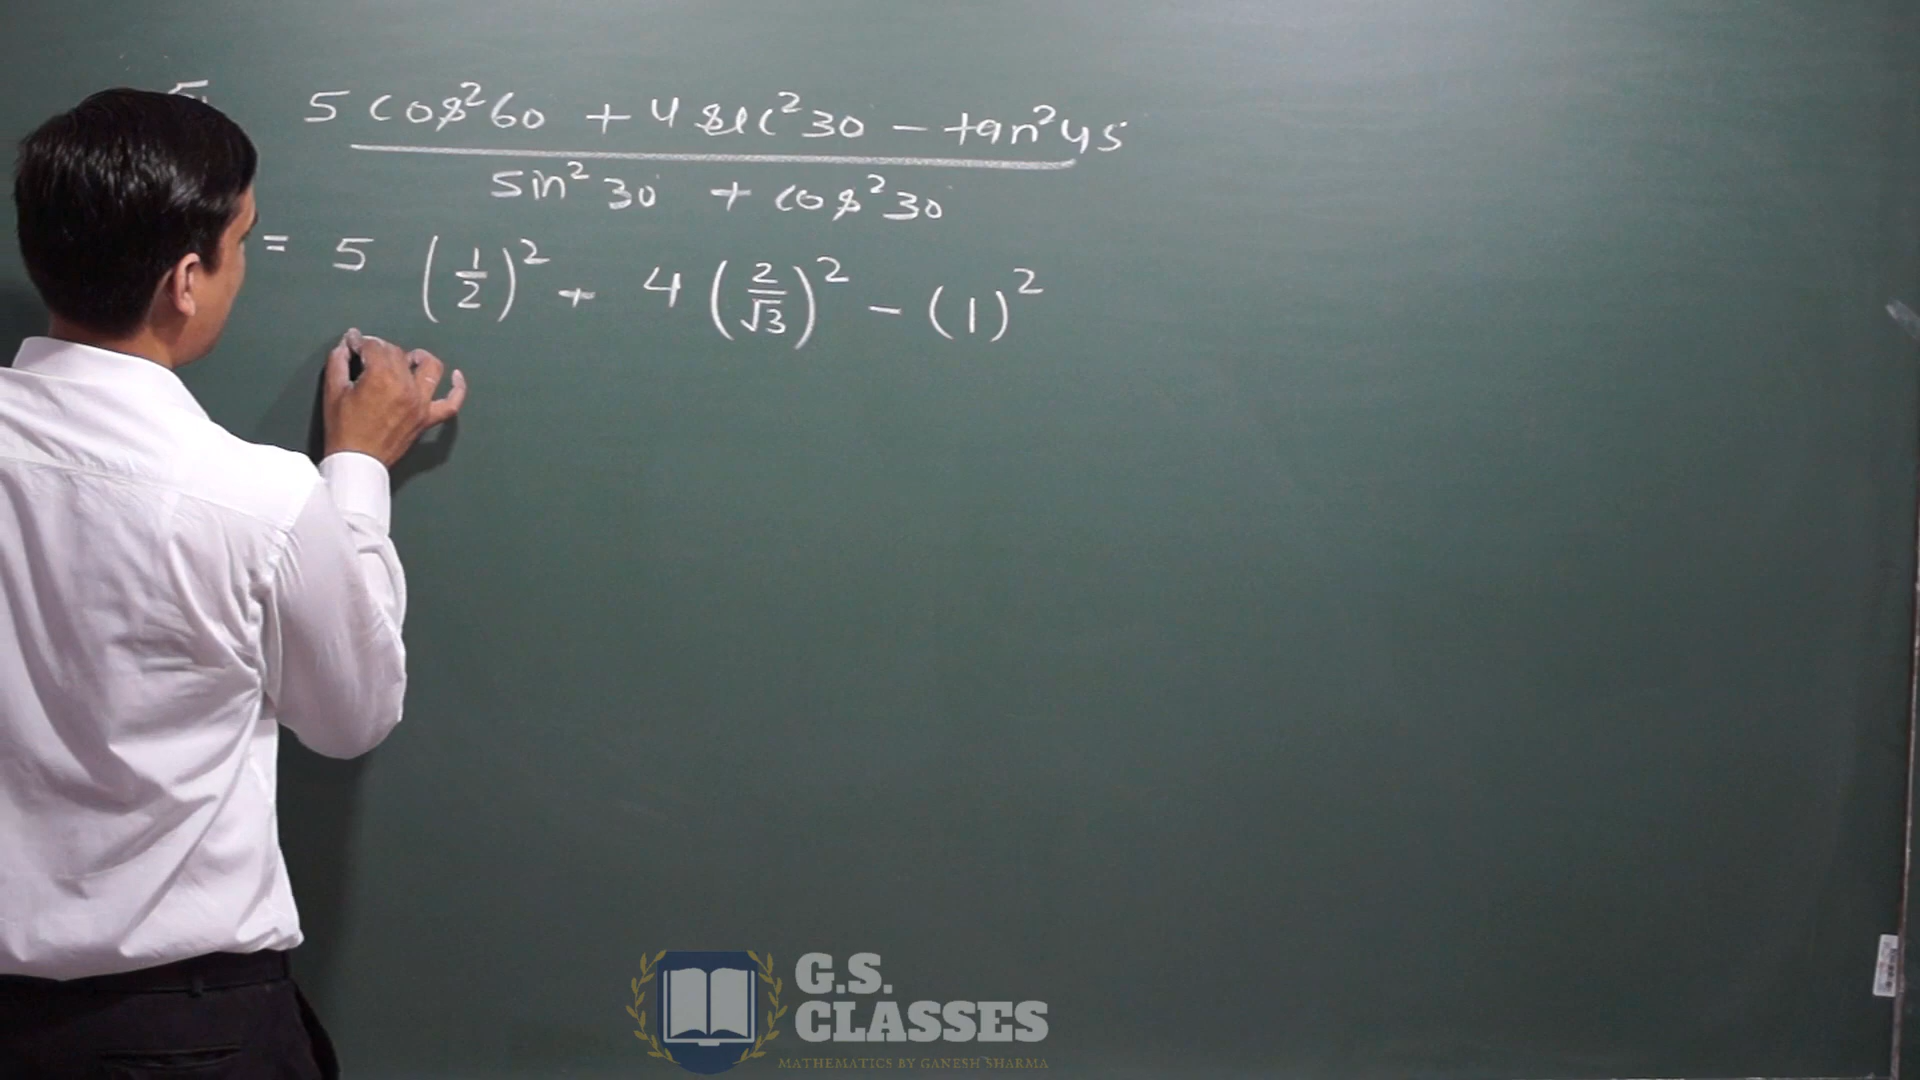 5 cos²60 + 4 sec²30 − tan²45
sin²30 + cos²30
= 5 (1/2)² + 4 (2/√3)² − (1)²
G.S.
CLASSES
MATHEMATICS BY GANESH SHARMA